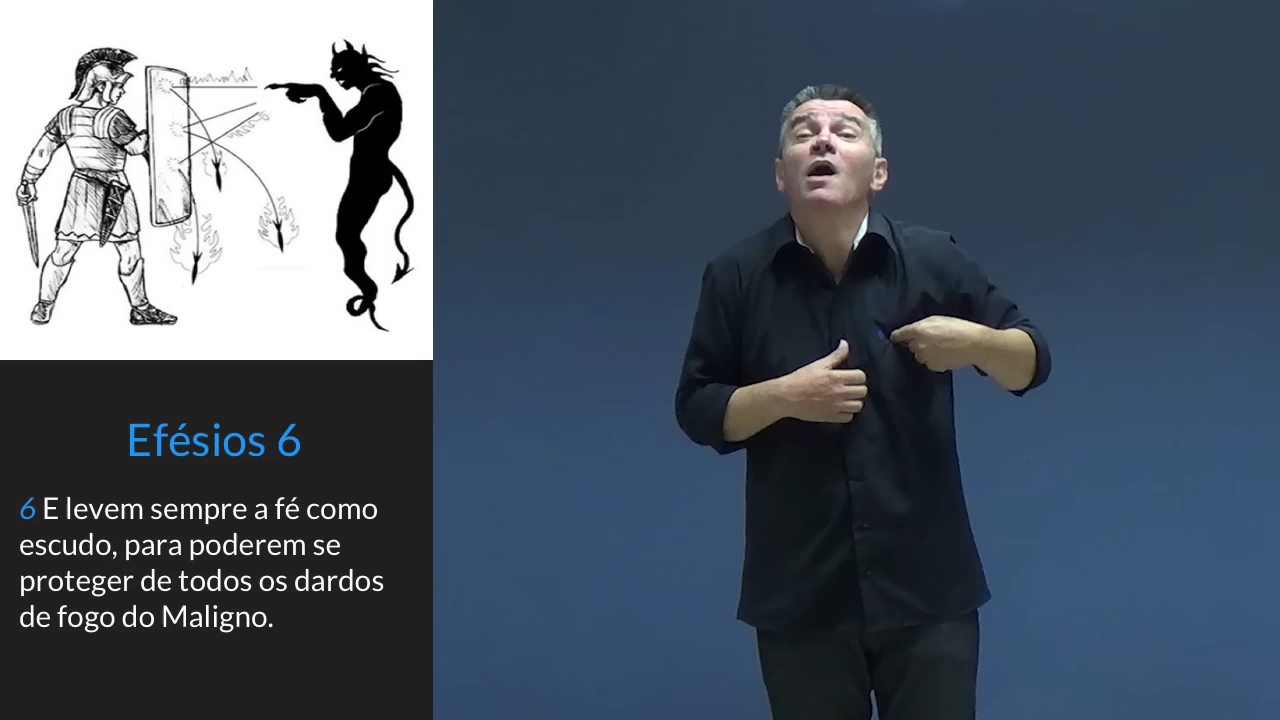 Efésios 6
6 E levem sempre a fé como
escudo, para poderem se
proteger de todos os dardos
de fogo do Maligno.